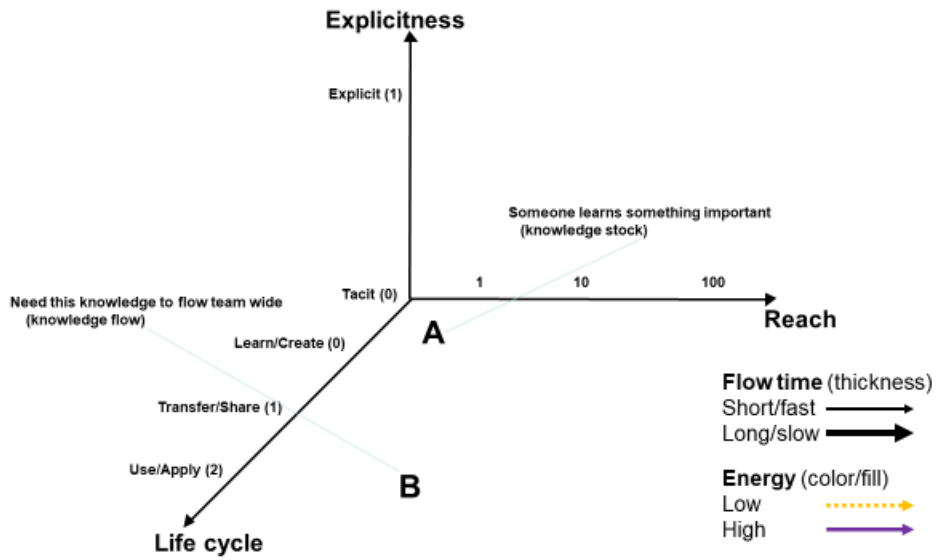 Explicitness
Explicit (1)
Someone learns something important
(knowledge stock)
1 10 100
Tacit (0)
Need this knowledge to flow team wide
(knowledge flow)
Reach
A
Learn/Create (0)
Transfer/Share (1)
Use/Apply (2)
B
Life cycle
Flow time (thickness)
Short/fast
Long/slow
Energy (color/fill)
Low
High